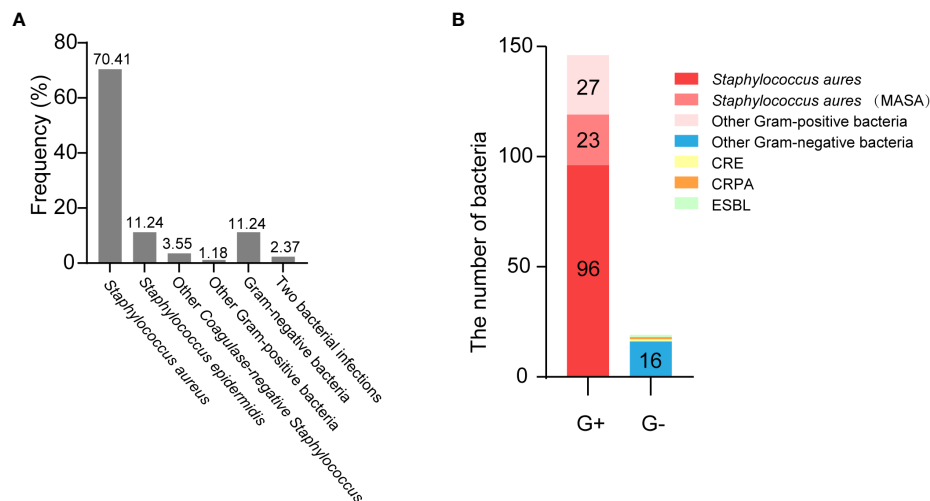 A
Frequency (%)
80
60
40
20
0
70.41
11.24
3.55
1.18
11.24
2.37
Staphylococcus aureus
Staphylococcus epidermidis
Other Coagulase-negative Staphylococcus
Other Gram-positive bacteria
Gram-negative bacteria
Two bacterial infections
B
The number of bacteria
150
100
50
0
27
23
96
16
G+
G-
Staphylococcus aures
Staphylococcus aures （MASA）
Other Gram-positive bacteria
Other Gram-negative bacteria
CRE
CRPA
ESBL